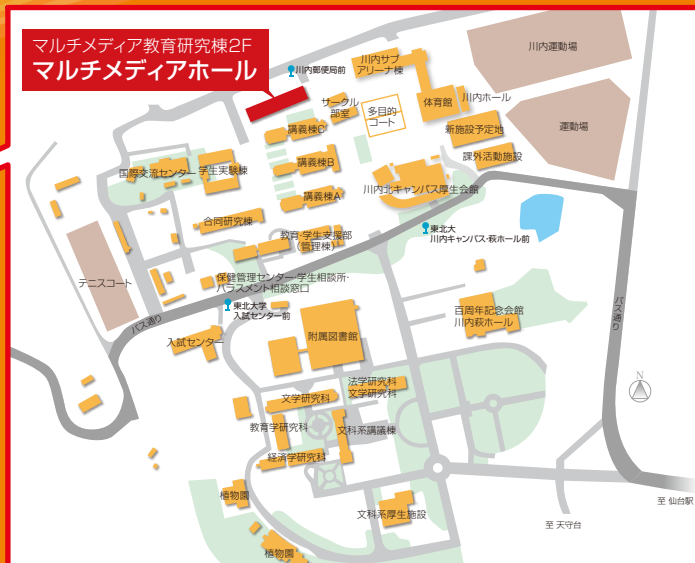 マルチメディア教育研究棟2F
マルチメディアホール
川内郵便局前
川内サブ
アリーナ棟
川内運動場
サークル
部室
多目的
コート
体育館
川内ホール
新施設予定地
運動場
課外活動施設
講義棟C
講義棟B
講義棟A
国際交流センター
学生実験棟
川内北キャンパス厚生会館
合同研究棟
教育・学生支援部
(管理棟)
東北大
川内キャンパス・萩ホール前
保健管理センター・学生相談所・
ハラスメント相談窓口
テニスコート
東北大学
入試センター前
バス通り
入試センター
附属図書館
百周年記念会館
川内萩ホール
バス通り
N
法学研究科
文学研究科
文学研究科
教育学研究科
文科系講議棟
経済学研究科
植物園
文科系厚生施設
植物園
至 仙台駅
至 天守台